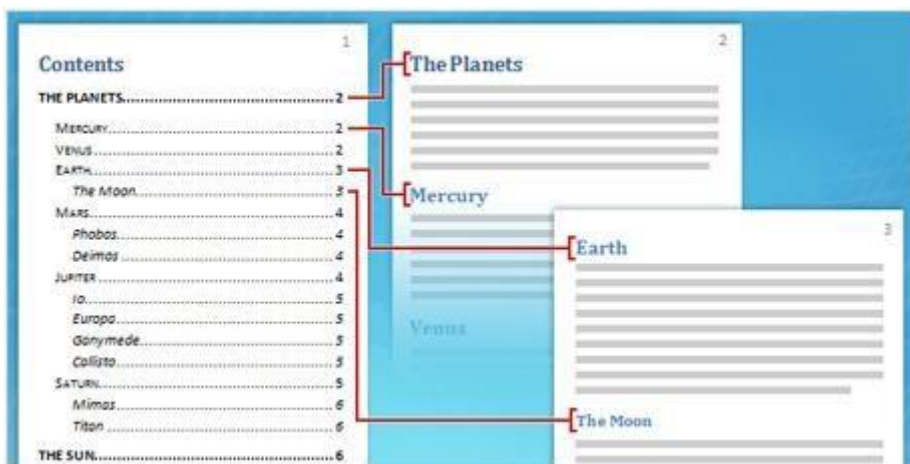 1
Contents
THE PLANETS 2
MERCURY 2
VENUS 2
EARTH 3
The Moon 3
MARS 4
Phobos 4
Deimos 4
JUPITER 4
Io 5
Europa 5
Ganymede 5
Callisto 5
SATURN 5
Mimas 6
Titan 6
THE SUN 6
2
The Planets
Mercury
Venus
3
Earth
The Moon